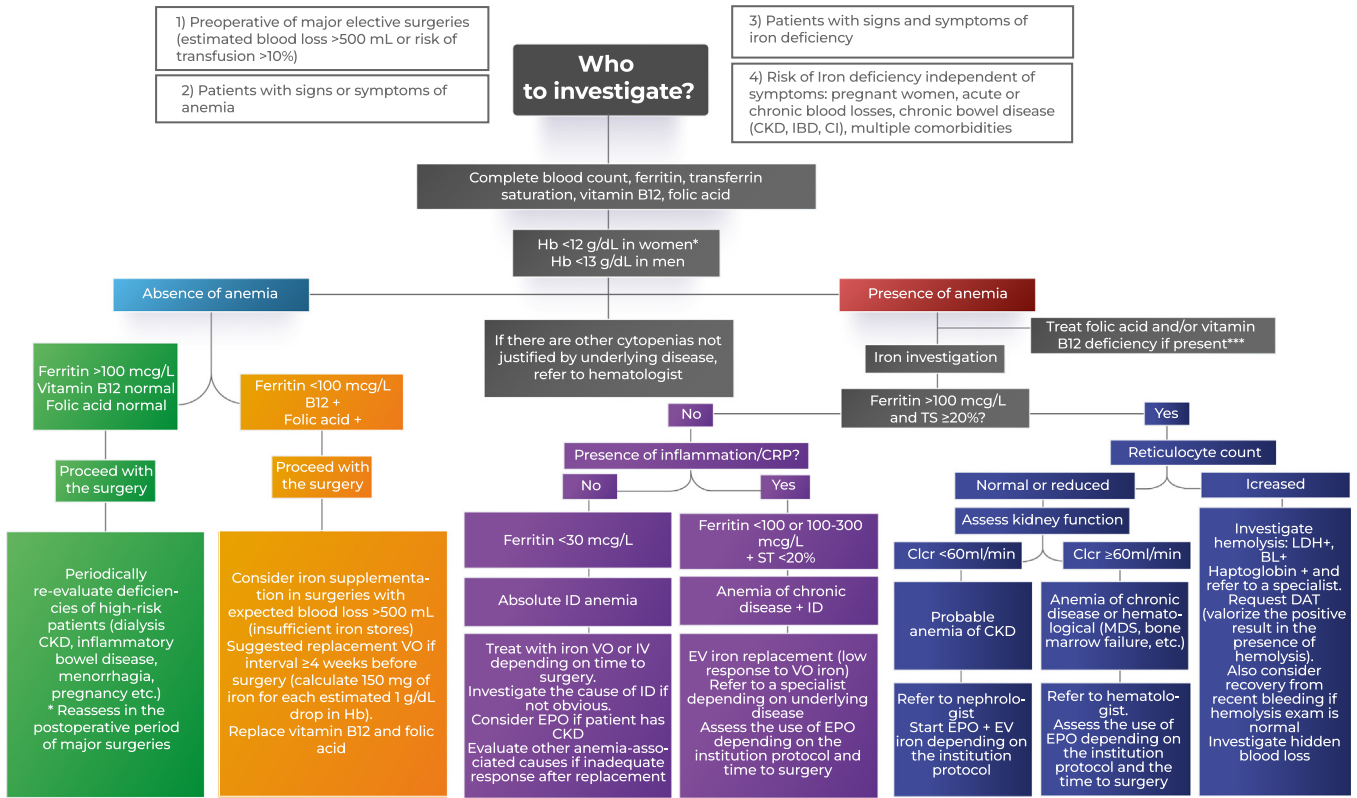 1) Preoperative of major elective surgeries
(estimated blood loss >500 mL or risk of
transfusion >10%)
2) Patients with signs or symptoms of
anemia
Who
to investigate?
3) Patients with signs and symptoms of
iron deficiency
4) Risk of Iron deficiency independent of
symptoms: pregnant women, acute or
chronic blood losses, chronic bowel disease
(CKD, IBD, CI), multiple comorbidities
Complete blood count, ferritin, transferrin
saturation, vitamin B12, folic acid
Hb <12 g/dL in women*
Hb <13 g/dL in men
Absence of anemia
Presence of anemia
If there are other cytopenias not
justified by underlying disease,
refer to hematologist
Treat folic acid and/or vitamin
B12 deficiency if present***
Iron investigation
Ferritin >100 mcg/L
and TS ≥20%?
Ferritin >100 mcg/L
Vitamin B12 normal
Folic acid normal
Proceed with
the surgery
Periodically
re-evaluate deficien-
cies of high-risk
patients (dialysis
CKD, inflammatory
bowel disease,
menorrhagia,
pregnancy etc.)
* Reassess in the
postoperative period
of major surgeries
Ferritin <100 mcg/L
B12 +
Folic acid +
Proceed with
the surgery
Consider iron supplementa-
tion in surgeries with
expected blood loss >500 mL
(insufficient iron stores)
Suggested replacement VO if
interval ≥4 weeks before
surgery (calculate 150 mg of
iron for each estimated 1 g/dL
drop in Hb).
Replace vitamin B12 and folic
acid
No
Presence of inflammation/CRP?
No
Ferritin <30 mcg/L
Absolute ID anemia
Treat with iron VO or IV
depending on time to
surgery.
Investigate the cause of ID if
not obvious.
Consider EPO if patient has
CKD
Evaluate other anemia-asso-
ciated causes if inadequate
response after replacement
Yes
Ferritin <100 or 100-300
mcg/L
+ ST <20%
Anemia of chronic
disease + ID
EV iron replacement (low
response to VO iron)
Refer to a specialist
depending on underlying
disease
Assess the use of EPO
depending on the
institution protocol and
time to surgery
Yes
Reticulocyte count
Normal or reduced
Assess kidney function
Clcr <60ml/min
Probable
anemia of CKD
Refer to nephrolo-
gist
Start EPO + EV
iron depending on
the institution
protocol
Clcr ≥60ml/min
Anemia of chronic
disease or hemato-
logical (MDS, bone
marrow failure, etc.)
Refer to hematolo-
gist.
Assess the use of
EPO depending on
the institution
protocol and the
time to surgery
Icreased
Investigate
hemolysis: LDH+,
BL+
Haptoglobin + and
refer to a specialist.
Request DAT
(valorize the positive
result in the
presence of
hemolysis).
Also consider
recovery from
recent bleeding if
hemolysis exam is
normal
Investigate hidden
blood loss